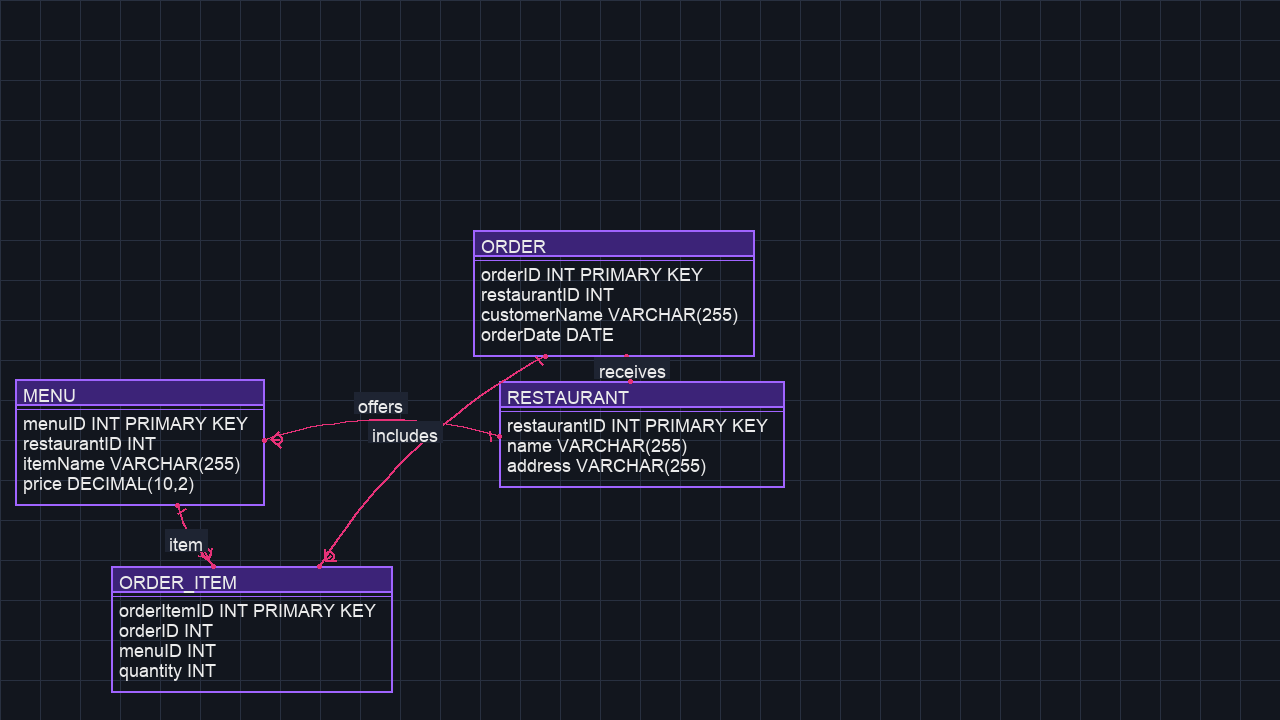 ORDER
orderID INT PRIMARY KEY
restaurantID INT
customerName VARCHAR(255)
orderDate DATE
receives
RESTAURANT
restaurantID INT PRIMARY KEY
name VARCHAR(255)
address VARCHAR(255)
MENU
menuID INT PRIMARY KEY
restaurantID INT
itemName VARCHAR(255)
price DECIMAL(10,2)
offers
includes
item
ORDER_ITEM
orderItemID INT PRIMARY KEY
orderID INT
menuID INT
quantity INT